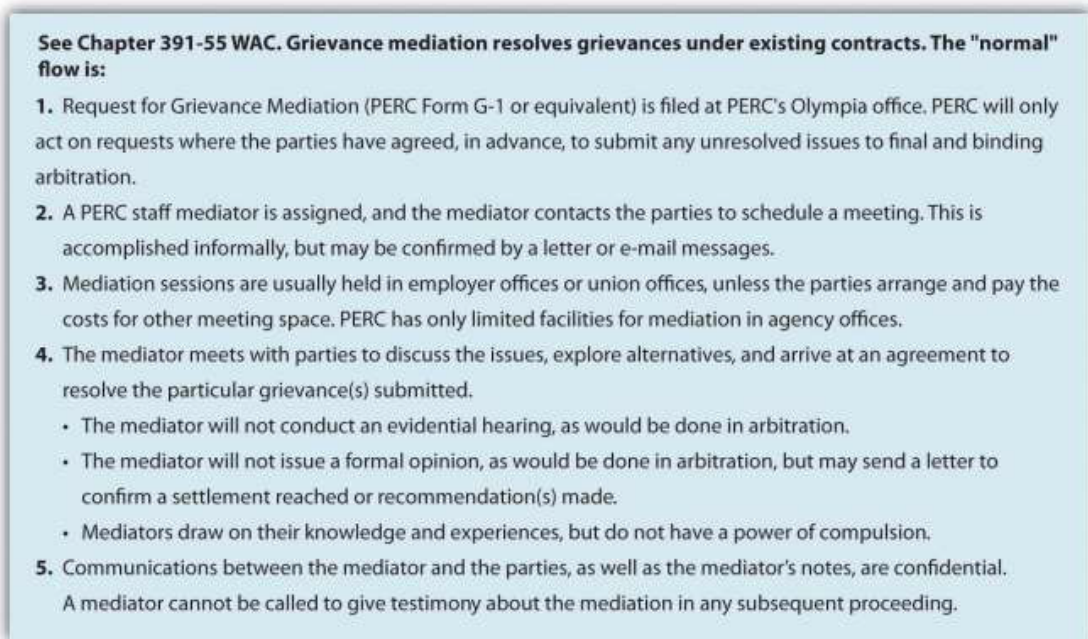 See Chapter 391-55 WAC. Grievance mediation resolves grievances under existing contracts. The "normal"
flow is:
1. Request for Grievance Mediation (PERC Form G-1 or equivalent) is filed at PERC's Olympia office. PERC will only
act on requests where the parties have agreed, in advance, to submit any unresolved issues to final and binding
arbitration.
2. A PERC staff mediator is assigned, and the mediator contacts the parties to schedule a meeting. This is
accomplished informally, but may be confirmed by a letter or e-mail messages.
3. Mediation sessions are usually held in employer offices or union offices, unless the parties arrange and pay the
costs for other meeting space. PERC has only limited facilities for mediation in agency offices.
4. The mediator meets with parties to discuss the issues, explore alternatives, and arrive at an agreement to
resolve the particular grievance(s) submitted.
• The mediator will not conduct an evidential hearing, as would be done in arbitration.
• The mediator will not issue a formal opinion, as would be done in arbitration, but may send a letter to
confirm a settlement reached or recommendation(s) made.
• Mediators draw on their knowledge and experiences, but do not have a power of compulsion.
5. Communications between the mediator and the parties, as well as the mediator's notes, are confidential.
A mediator cannot be called to give testimony about the mediation in any subsequent proceeding.